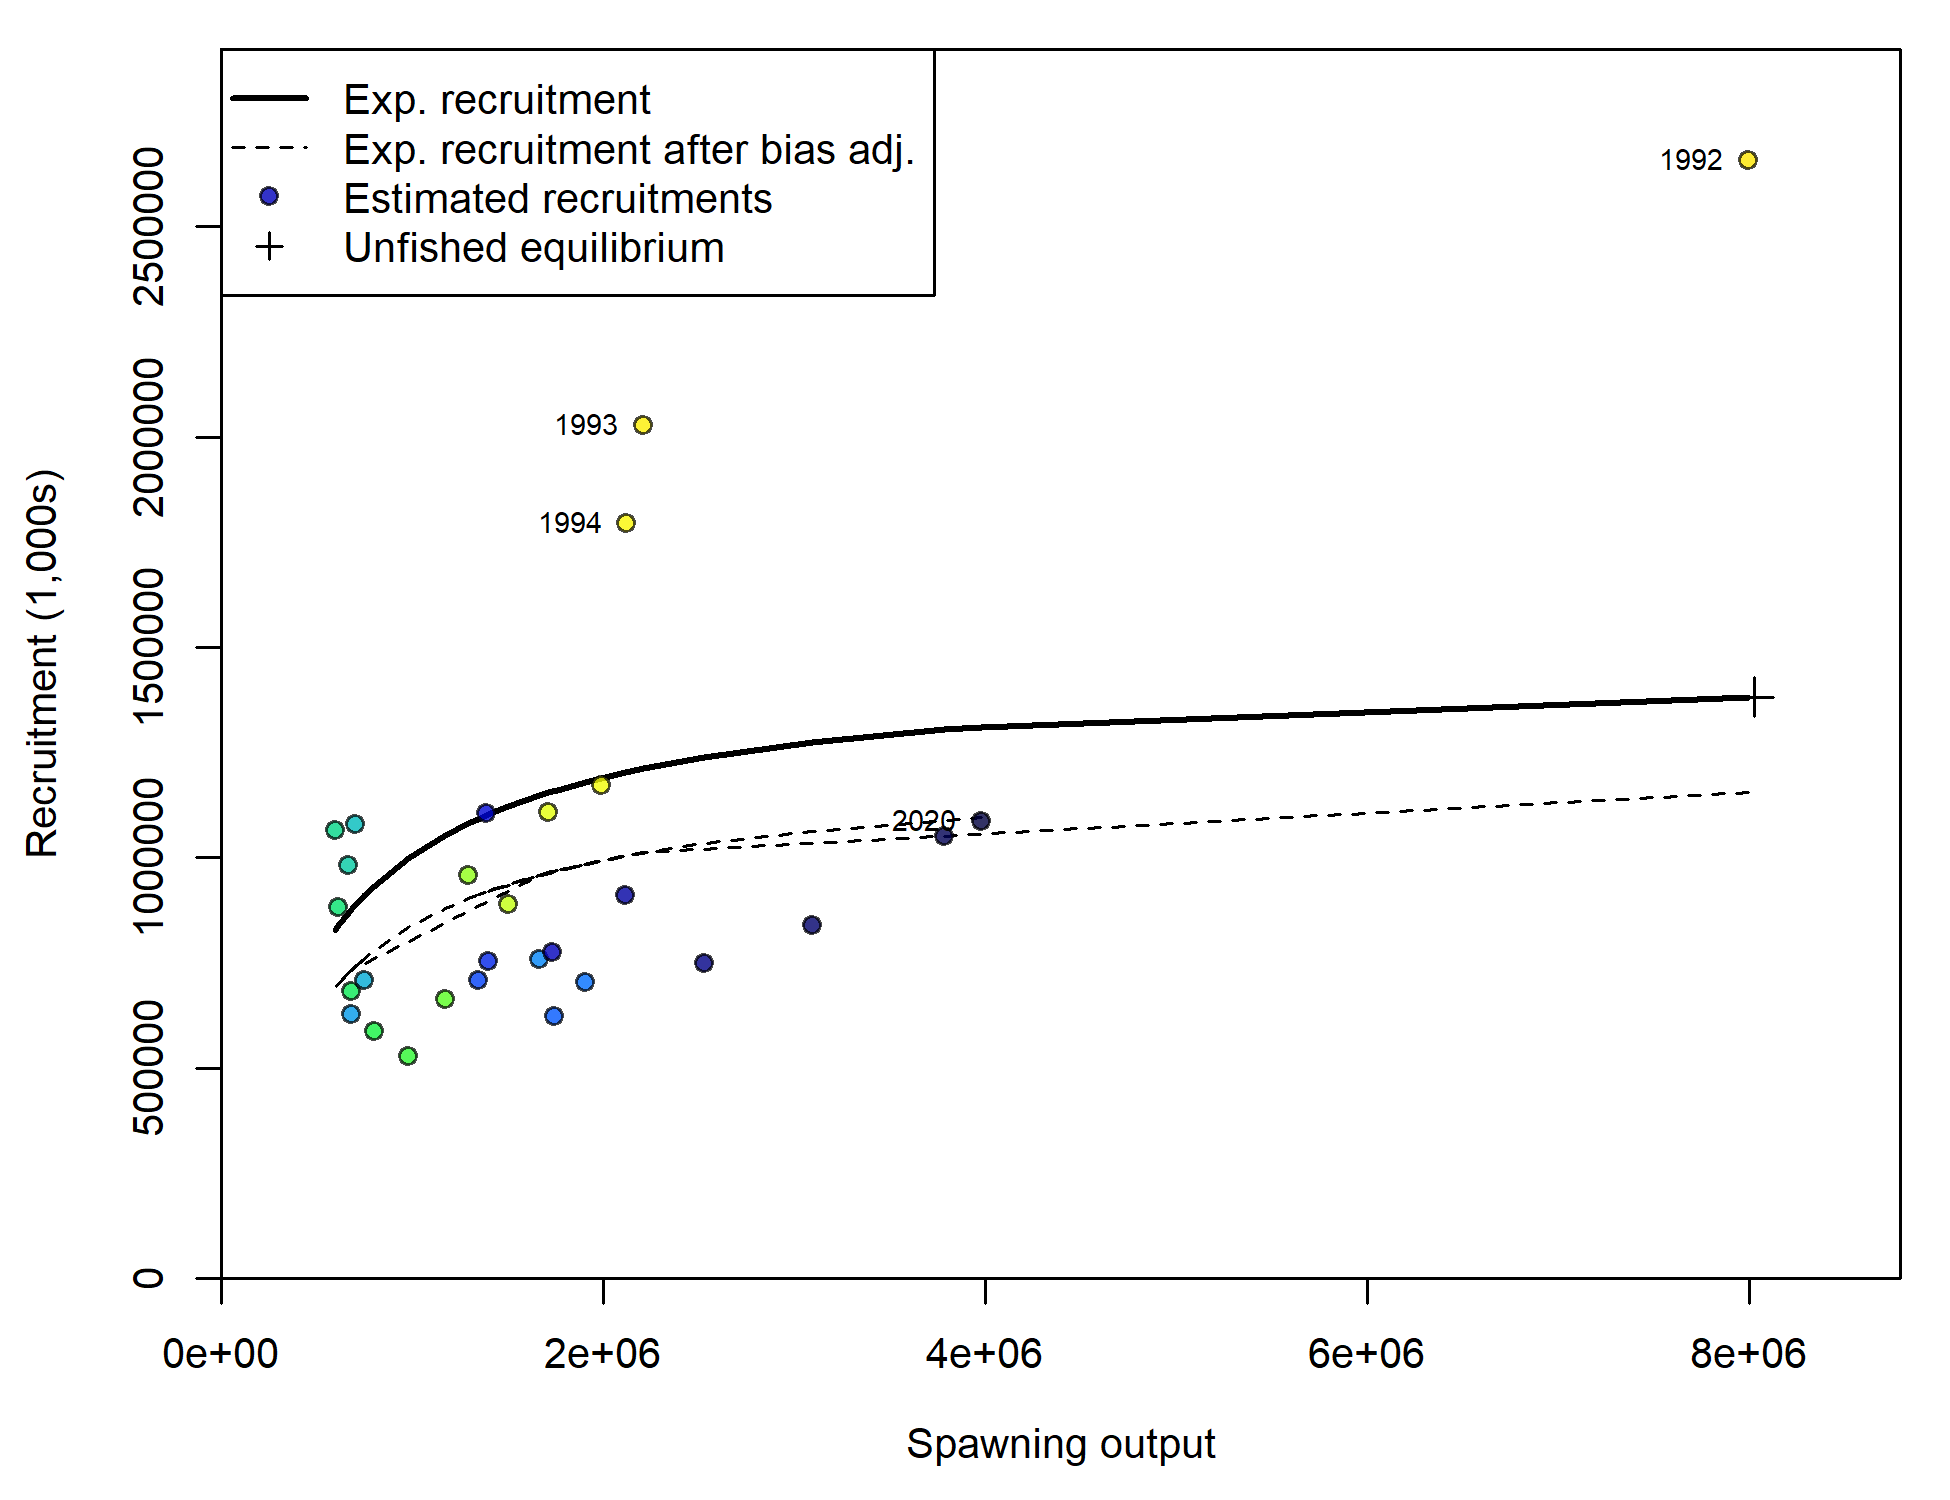 Exp. recruitment
Exp. recruitment after bias adj.
Estimated recruitments
Unfished equilibrium
1992
1993
1994
2020
Recruitment (1,000s)
2500000
2000000
1500000
1000000
500000
0
0e+00 2e+06 4e+06 6e+06 8e+06
Spawning output